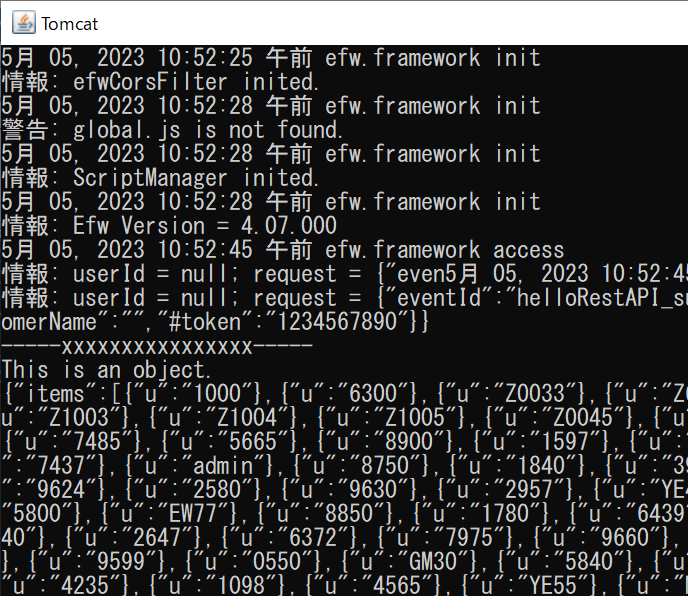 Tomcat
5月 05, 2023 10:52:25 午前 efw.framework init
情報: efwCorsFilter inited.
5月 05, 2023 10:52:28 午前 efw.framework init
警告: global.js is not found.
5月 05, 2023 10:52:28 午前 efw.framework init
情報: ScriptManager inited.
5月 05, 2023 10:52:28 午前 efw.framework init
情報: Efw Version = 4.07.000
5月 05, 2023 10:52:45 午前 efw.framework access
情報: userId = null; request = {"even5月 05, 2023 10:52:45
情報: userId = null; request = {"eventId":"helloRestAPI_su
omerName":"","#token":"1234567890"}}
-----xxxxxxxxxxxxxxxx-----
This is an object.
{"items":[{"u":"1000"},{"u":"6300"},{"u":"Z0033"},{"u":"Z0
u":"Z1003"},{"u":"Z1004"},{"u":"Z1005"},{"u":"Z0045"},{"u
{"u":"7485"},{"u":"5665"},{"u":"8900"},{"u":"1597"},{"u":"
"7437"},{"u":"admin"},{"u":"8750"},{"u":"1840"},{"u":"39
"9624"},{"u":"2580"},{"u":"9630"},{"u":"2957"},{"u":"YE4
"5800"},{"u":"EW77"},{"u":"8850"},{"u":"1780"},{"u":"6439
40"},{"u":"2647"},{"u":"6372"},{"u":"7975"},{"u":"9660"},
},{"u":"9599"},{"u":"0550"},{"u":"GM30"},{"u":"5840"},{"u
"u":"4235"},{"u":"1098"},{"u":"4565"},{"u":"YE55"},{"u":"